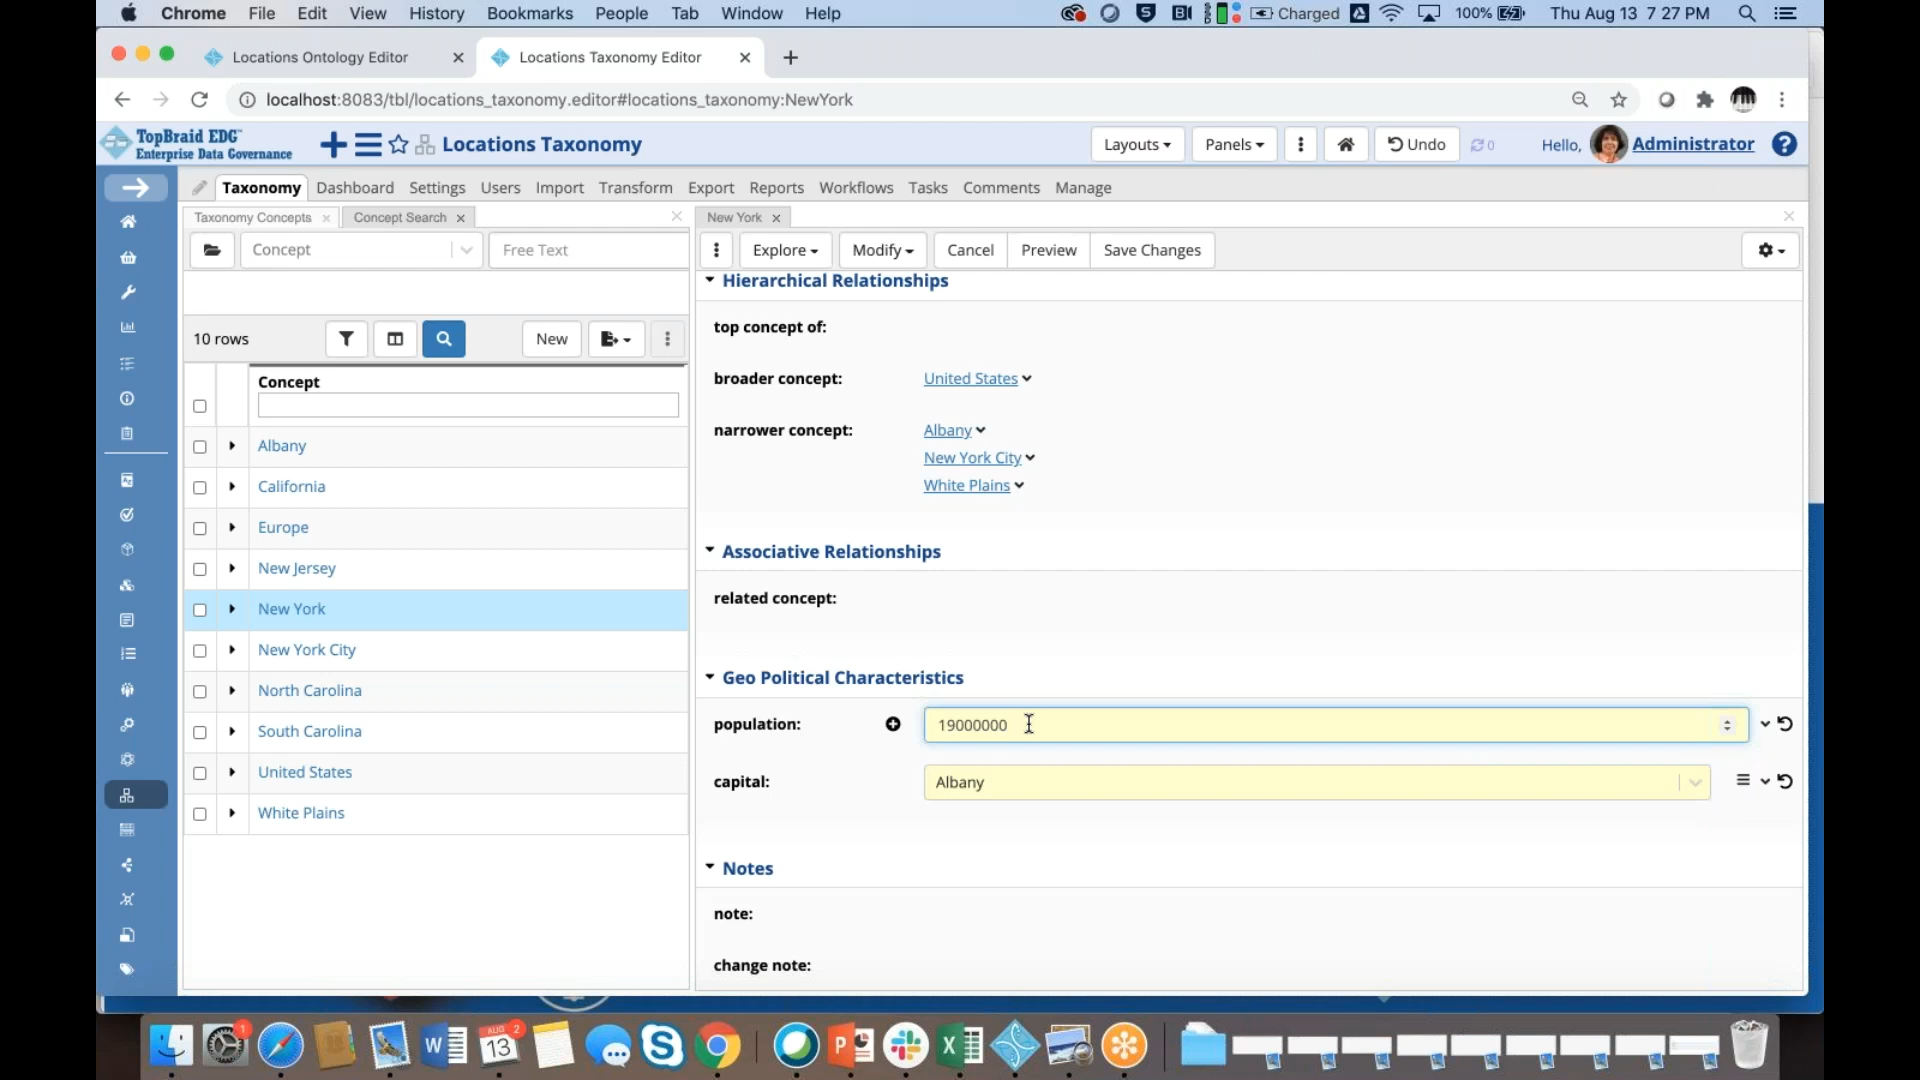 Chrome File Edit View History Bookmarks People Tab Window Help Charged 100% Thu Aug 13 7 27 PM
Locations Ontology Editor
Locations Taxonomy Editor
localhost:8083/tbl/locations_taxonomy.editor#locations_taxonomy:NewYork
TopBraid EDG
Enterprise Data Governance
Locations Taxonomy
Layouts Panels Undo 0 Hello, Administrator
Taxonomy Dashboard Settings Users Import Transform Export Reports Workflows Tasks Comments Manage
Taxonomy Concepts Concept Search
Concept Free Text
10 rows New
Concept
Albany
California
Europe
New Jersey
New York
New York City
North Carolina
South Carolina
United States
White Plains
New York
Explore Modify Cancel Preview Save Changes
Hierarchical Relationships
top concept of:
broader concept: United States
narrower concept: Albany
New York City
White Plains
Associative Relationships
related concept:
Geo Political Characteristics
population: 19000000
capital: Albany
Notes
note:
change note:
AUG 2
13